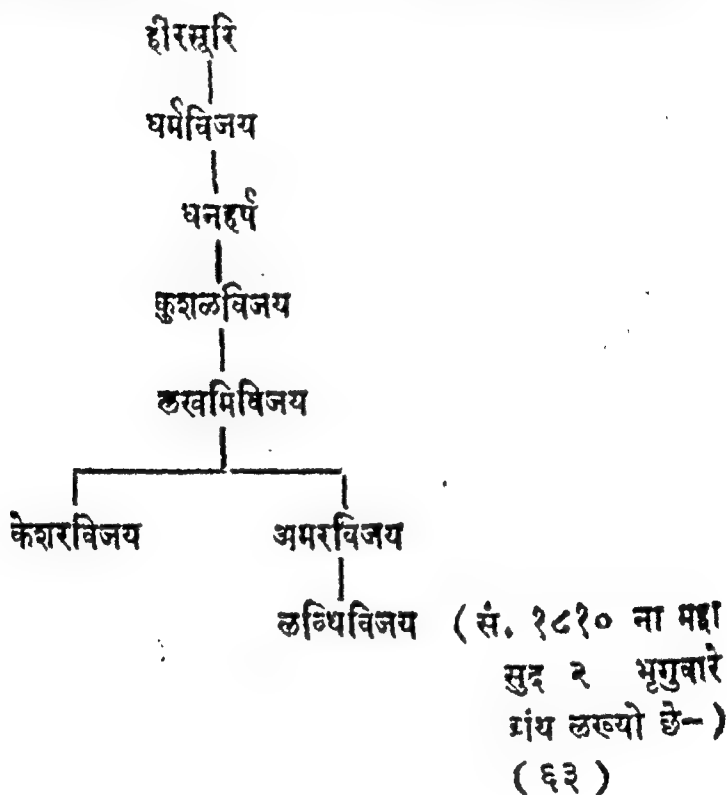 हीरसूरि
धर्मविजय
धनहर्ष
कुशळविजय
लखमिविजय
केशरविजय अमरविजय
लब्धिविजय (सं. १८१० ना महा
सुद २ भृगुवारे
ग्रंथ लख्यो छे-)
(६३)